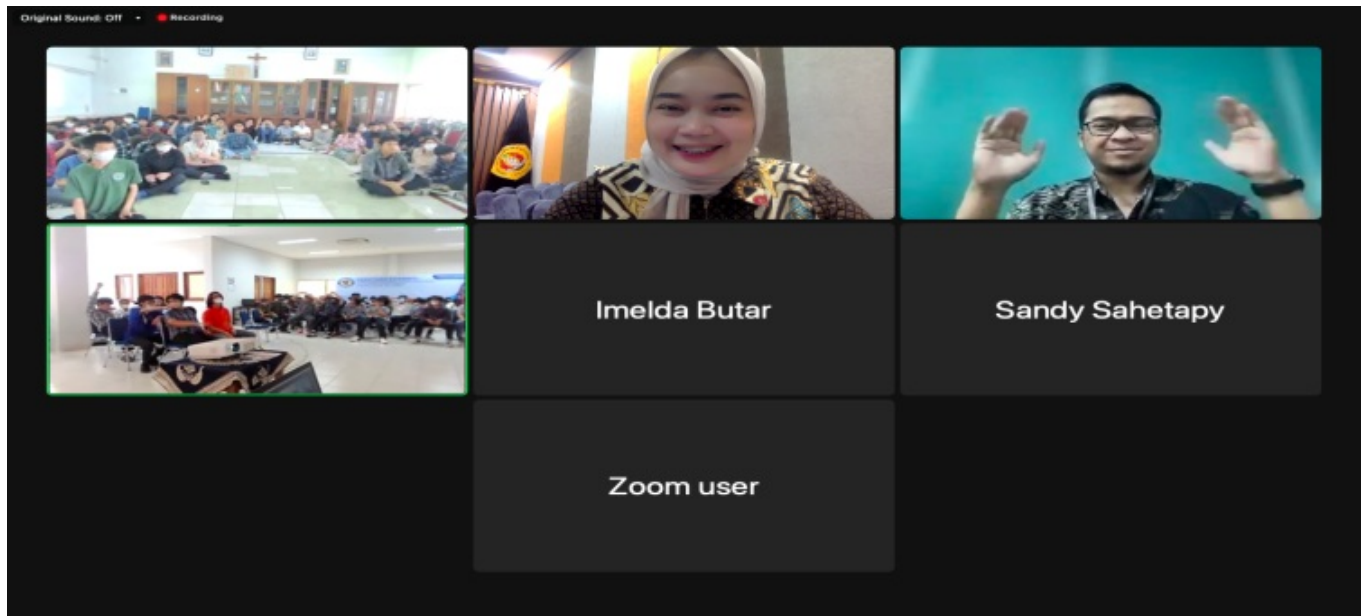 Original Sound: Off
Recording
Imelda Butar
Sandy Sahetapy
Zoom user